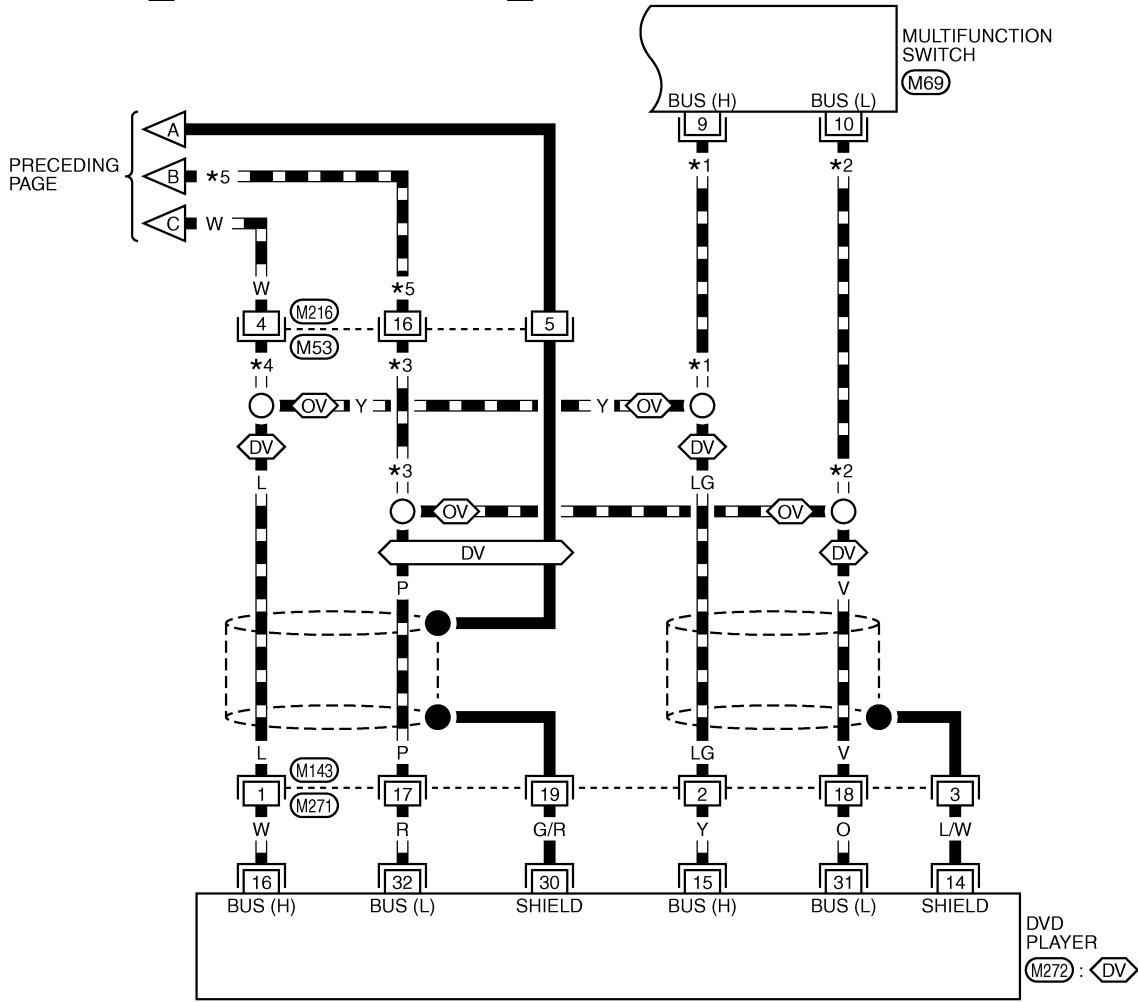 MULTIFUNCTION
SWITCH
M69
BUS (H)
BUS (L)
9
10
A
*1
*2
PRECEDING
PAGE
B
*5
C
W
W
*5
4
M216
16
5
M53
*4
*3
*1
OV
Y
Y
OV
DV
DV
*3
*2
L
LG
OV
OV
DV
DV
P
V
L
P
LG
V
M143
1
17
19
2
18
3
M271
W
R
G/R
Y
O
L/W
16
32
30
15
31
14
BUS (H)
BUS (L)
SHIELD
BUS (H)
BUS (L)
SHIELD
DVD
PLAYER
M272 : DV